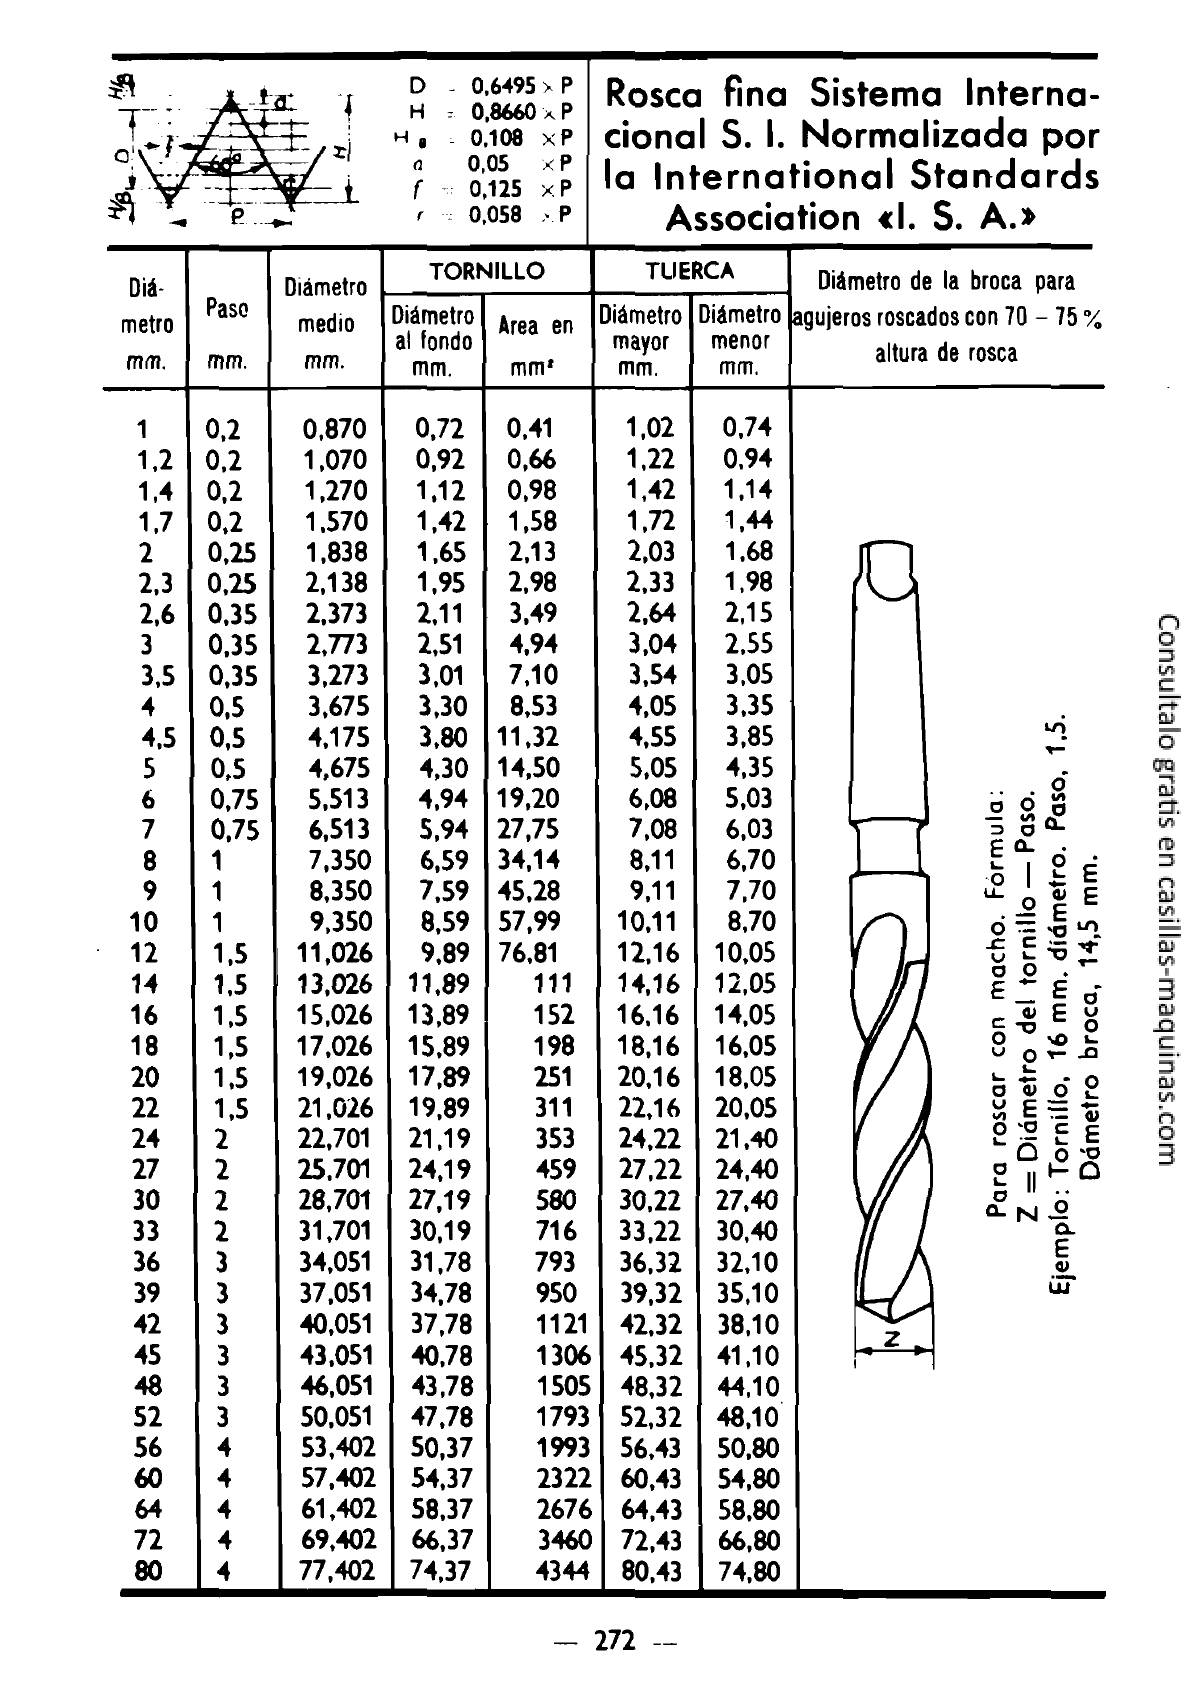 H/8
D
H/8
f
60°
a
r
H
P
D - 0,6495 × P
H = 0,8660 × P
H 8 - 0,108 × P
a 0,05 × P
f = 0,125 × P
r = 0,058 × P
Rosca fina Sistema Interna-
cional S. I. Normalizada por
la International Standards
Association «I. S. A.»
Diá-
metro
mm.
Paso
mm.
Diámetro
medio
mm.
TORNILLO
Diámetro
al fondo
mm.
Area en
mm²
TUERCA
Diámetro
mayor
mm.
Diámetro
menor
mm.
Diámetro de la broca para
agujeros roscados con 70 – 75 %
altura de rosca
1 0,2 0,870 0,72 0,41 1,02 0,74
1,2 0,2 1,070 0,92 0,66 1,22 0,94
1,4 0,2 1,270 1,12 0,98 1,42 1,14
1,7 0,2 1,570 1,42 1,58 1,72 1,44
2 0,25 1,838 1,65 2,13 2,03 1,68
2,3 0,25 2,138 1,95 2,98 2,33 1,98
2,6 0,35 2,373 2,11 3,49 2,64 2,15
3 0,35 2,773 2,51 4,94 3,04 2,55
3,5 0,35 3,273 3,01 7,10 3,54 3,05
4 0,5 3,675 3,30 8,53 4,05 3,35
4,5 0,5 4,175 3,80 11,32 4,55 3,85
5 0,5 4,675 4,30 14,50 5,05 4,35
6 0,75 5,513 4,94 19,20 6,08 5,03
7 0,75 6,513 5,94 27,75 7,08 6,03
8 1 7,350 6,59 34,14 8,11 6,70
9 1 8,350 7,59 45,28 9,11 7,70
10 1 9,350 8,59 57,99 10,11 8,70
12 1,5 11,026 9,89 76,81 12,16 10,05
14 1,5 13,026 11,89 111 14,16 12,05
16 1,5 15,026 13,89 152 16,16 14,05
18 1,5 17,026 15,89 198 18,16 16,05
20 1,5 19,026 17,89 251 20,16 18,05
22 1,5 21,026 19,89 311 22,16 20,05
24 2 22,701 21,19 353 24,22 21,40
27 2 25,701 24,19 459 27,22 24,40
30 2 28,701 27,19 580 30,22 27,40
33 2 31,701 30,19 716 33,22 30,40
36 3 34,051 31,78 793 36,32 32,10
39 3 37,051 34,78 950 39,32 35,10
42 3 40,051 37,78 1121 42,32 38,10
45 3 43,051 40,78 1306 45,32 41,10
48 3 46,051 43,78 1505 48,32 44,10
52 3 50,051 47,78 1793 52,32 48,10
56 4 53,402 50,37 1993 56,43 50,80
60 4 57,402 54,37 2322 60,43 54,80
64 4 61,402 58,37 2676 64,43 58,80
72 4 69,402 66,37 3460 72,43 66,80
80 4 77,402 74,37 4344 80,43 74,80
Z
Para roscar con macho. Fórmula:
Z = Diámetro del tornillo — Paso.
Ejemplo: Tornillo, 16 mm. diámetro. Paso, 1.5.
Dámetro broca, 14,5 mm.
— 272 —
Consultalo gratis en casillas-maquinas.com